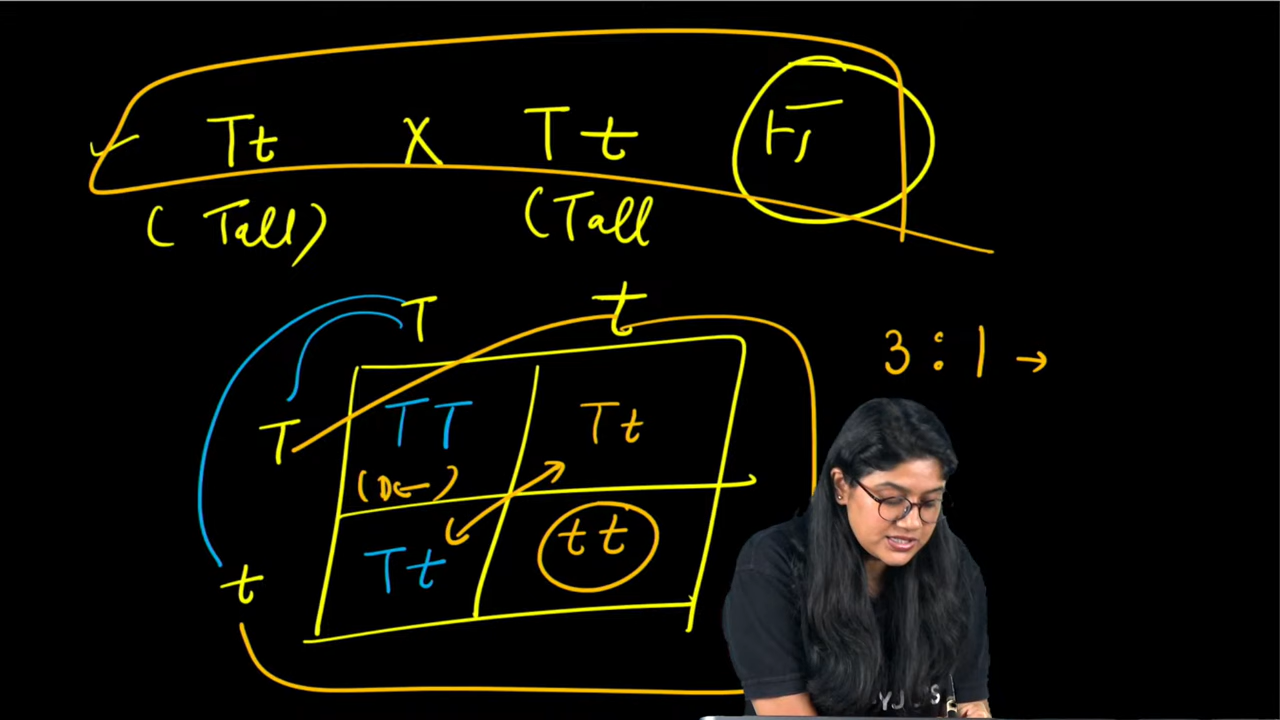 Tt X Tt F1
(Tall) (Tall
T t
3 : 1 →
T TT Tt
t Tt tt